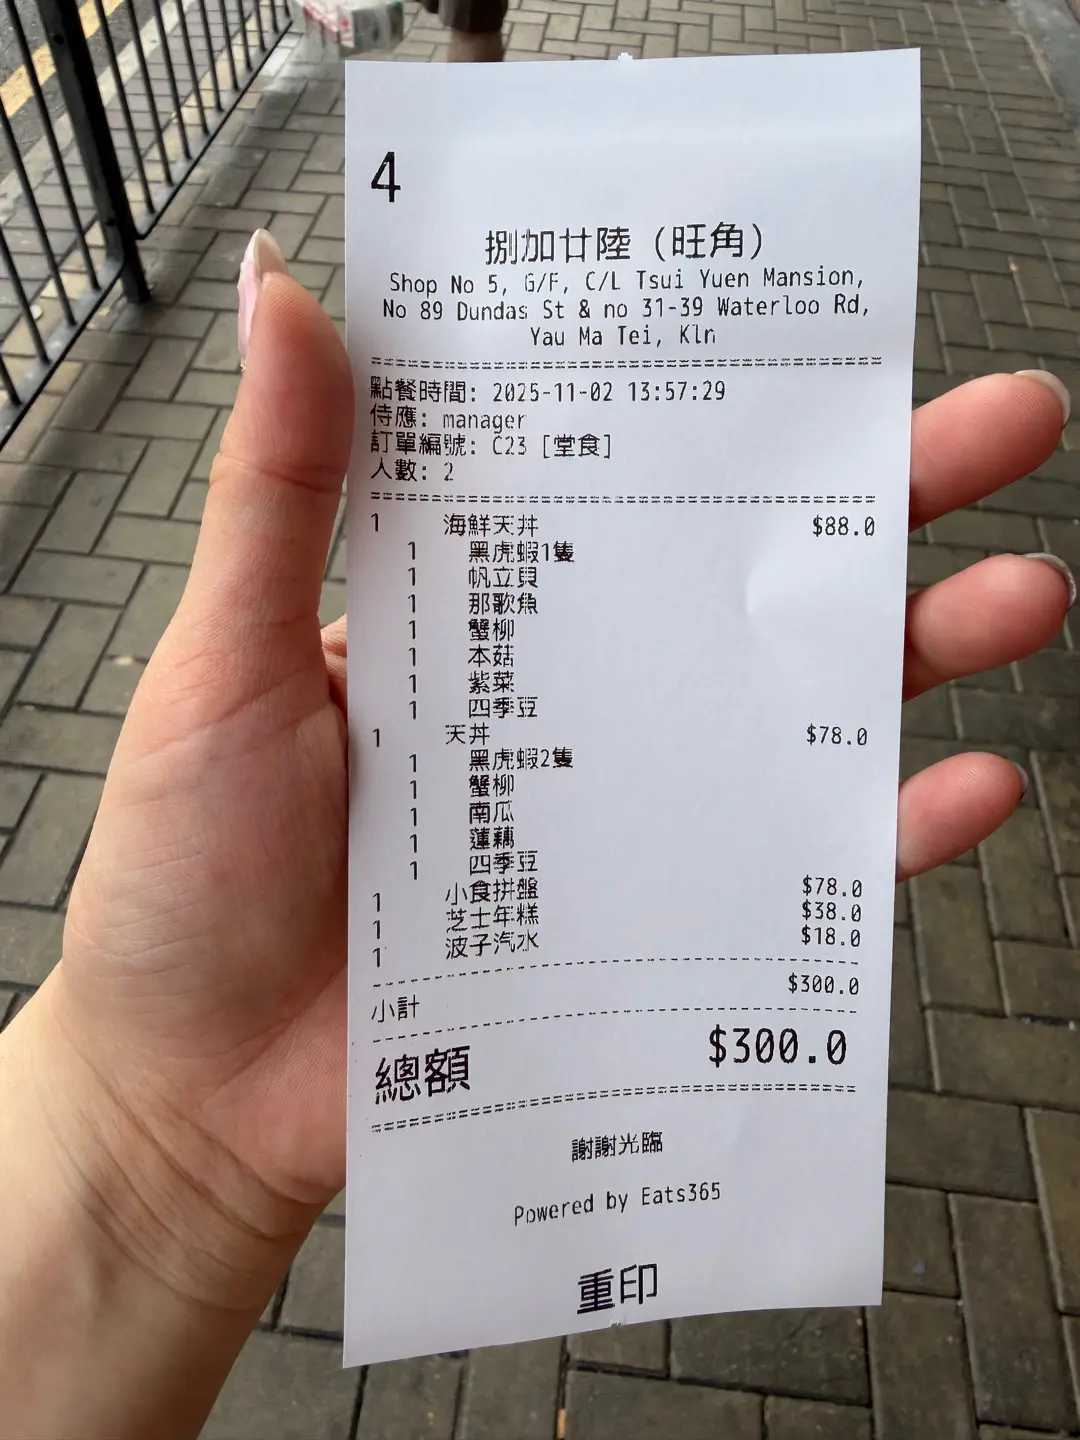 4
捌加廿陸（旺角）
Shop No 5, G/F, C/L Tsui Yuen Mansion,
No 89 Dundas St & no 31-39 Waterloo Rd,
Yau Ma Tei, Kln
點餐時間: 2025-11-02 13:57:29
侍應: manager
訂單編號: C23 [堂食]
人數: 2
1 海鮮天丼 $88.0
1 黑虎蝦1隻
1 帆立貝
1 那歌魚
1 蟹柳
1 本菇
1 紫菜
1 四季豆
1 天丼 $78.0
1 黑虎蝦2隻
1 蟹柳
1 南瓜
1 蓮藕
1 四季豆
1 小食拼盤 $78.0
1 芝士年糕 $38.0
1 波子汽水 $18.0
小計 $300.0
總額 $300.0
謝謝光臨
Powered by Eats365
重印